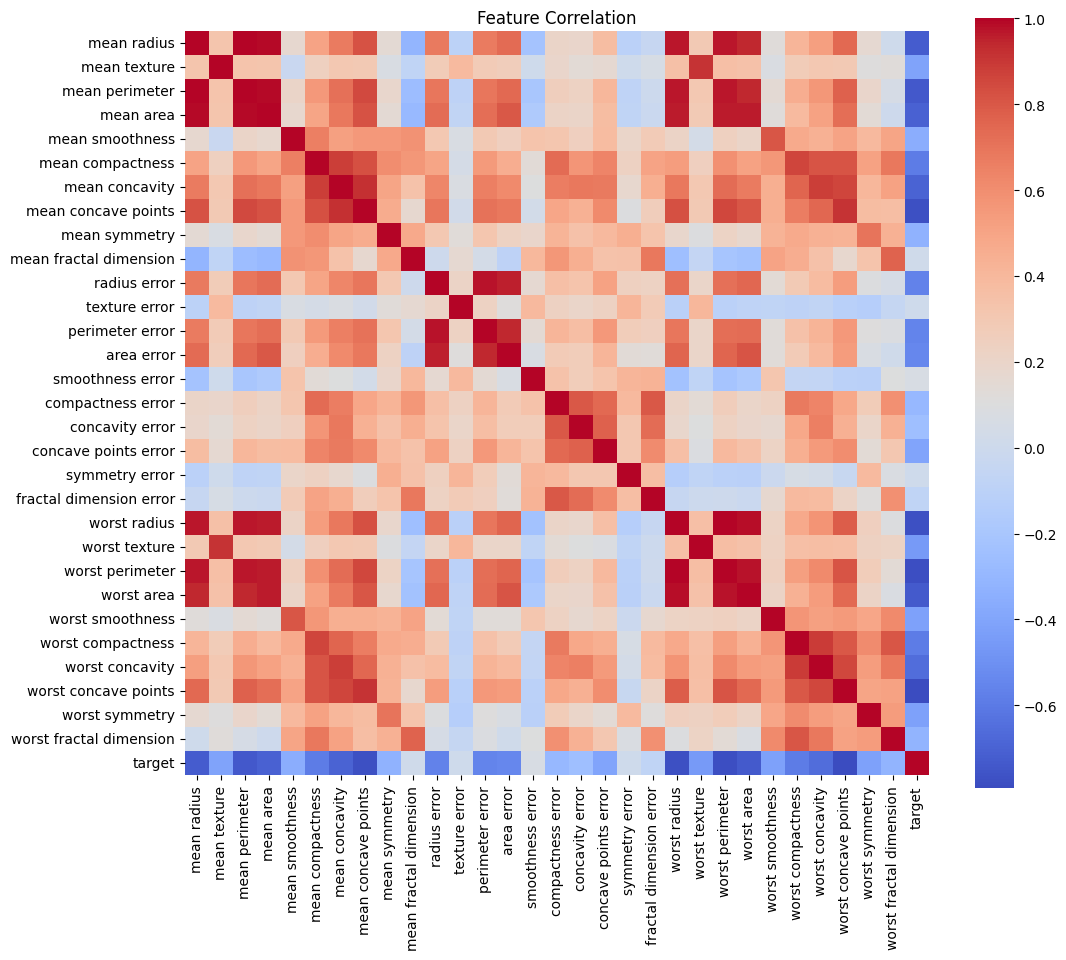 Feature Correlation
mean radius
mean texture
mean perimeter
mean area
mean smoothness
mean compactness
mean concavity
mean concave points
mean symmetry
mean fractal dimension
radius error
texture error
perimeter error
area error
smoothness error
compactness error
concavity error
concave points error
symmetry error
fractal dimension error
worst radius
worst texture
worst perimeter
worst area
worst smoothness
worst compactness
worst concavity
worst concave points
worst symmetry
worst fractal dimension
target
mean radius
mean texture
mean perimeter
mean area
mean smoothness
mean compactness
mean concavity
mean concave points
mean symmetry
mean fractal dimension
radius error
texture error
perimeter error
area error
smoothness error
compactness error
concavity error
concave points error
symmetry error
fractal dimension error
worst radius
worst texture
worst perimeter
worst area
worst smoothness
worst compactness
worst concavity
worst concave points
worst symmetry
worst fractal dimension
target
1.0
0.8
0.6
0.4
0.2
0.0
−0.2
−0.4
−0.6